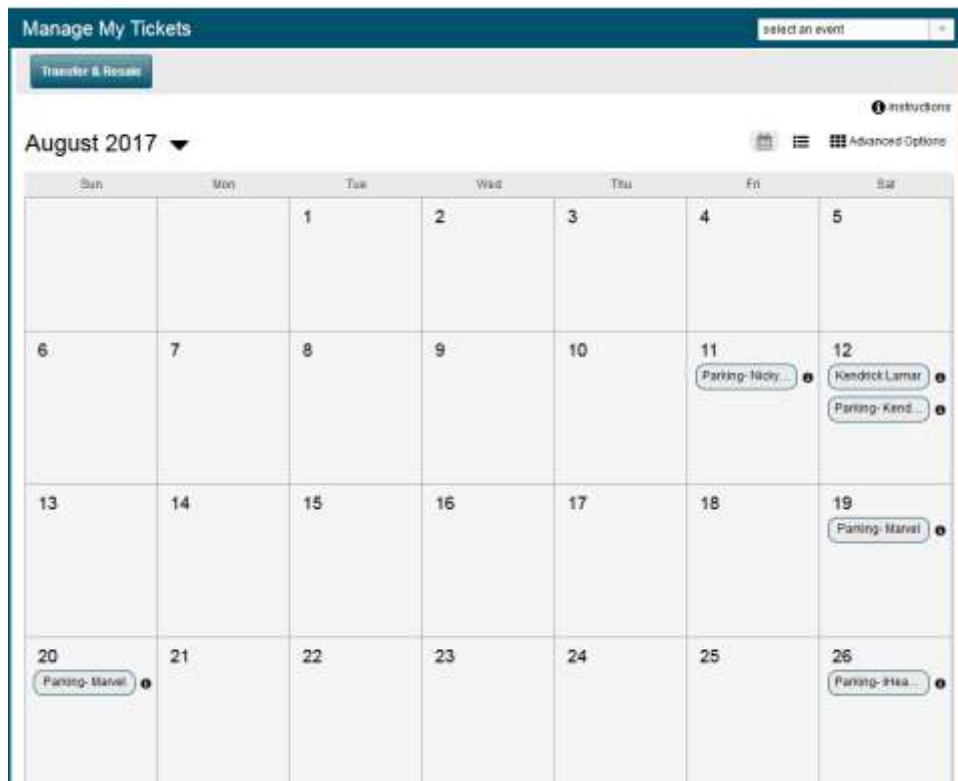 Manage My Tickets
select an event
Transfer & Resale
Instructions
August 2017
Advanced Options
Sun Mon Tue Wed Thu Fri Sat
1 2 3 4 5
6 7 8 9 10 11 12
Parking- Nicky... Kendrick Lamar
Parking- Kend...
13 14 15 16 17 18 19
Parking- Marvel
20 21 22 23 24 25 26
Parking- Marvel Parking- iHea...